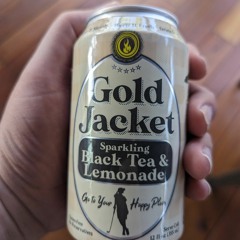 Gold
Jacket
Sparkling
Black Tea &
Lemonade
Go to Your Happy Place